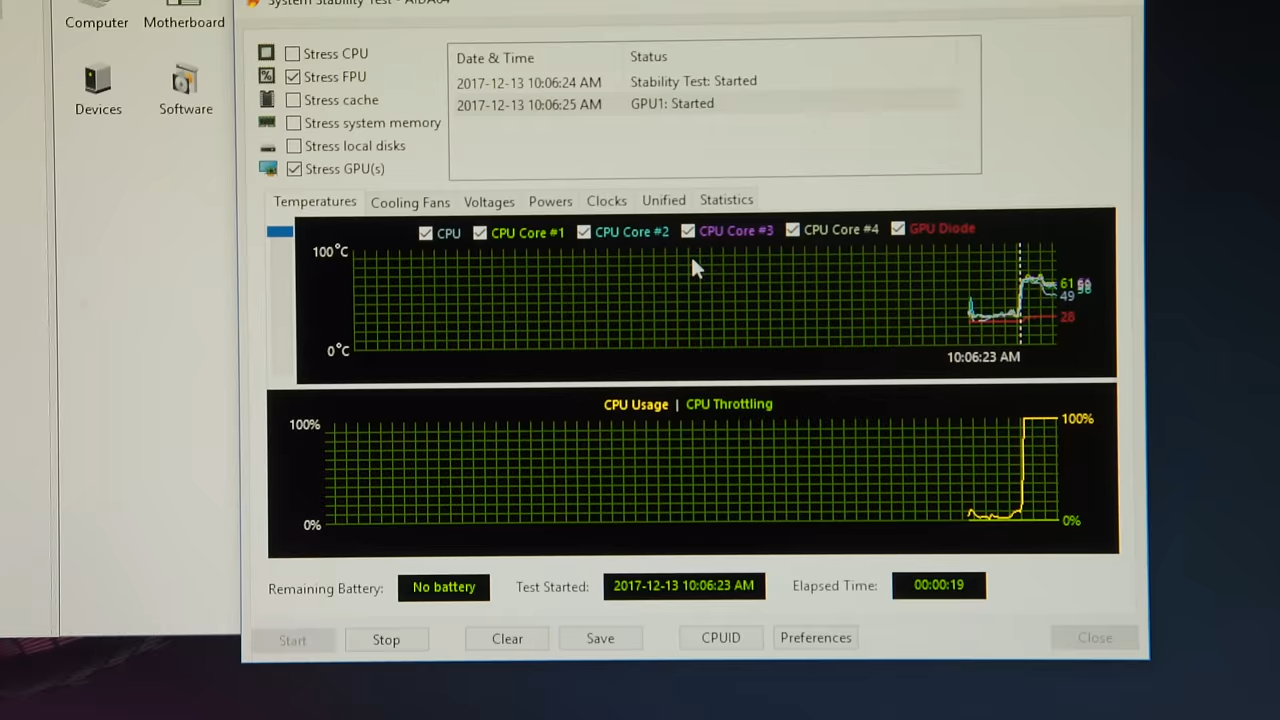 System Stability Test - AIDA64
Computer Motherboard
Devices Software
Stress CPU
Stress FPU
Stress cache
Stress system memory
Stress local disks
Stress GPU(s)
Date & Time Status
2017-12-13 10:06:24 AM Stability Test: Started
2017-12-13 10:06:25 AM GPU1: Started
Temperatures Cooling Fans Voltages Powers Clocks Unified Statistics
CPU CPU Core #1 CPU Core #2 CPU Core #3 CPU Core #4 GPU Diode
100°C
61
49
28
0°C
10:06:23 AM
CPU Usage | CPU Throttling
100% 100%
0% 0%
Remaining Battery: No battery Test Started: 2017-12-13 10:06:23 AM Elapsed Time: 00:00:19
Start Stop Clear Save CPUID Preferences Close